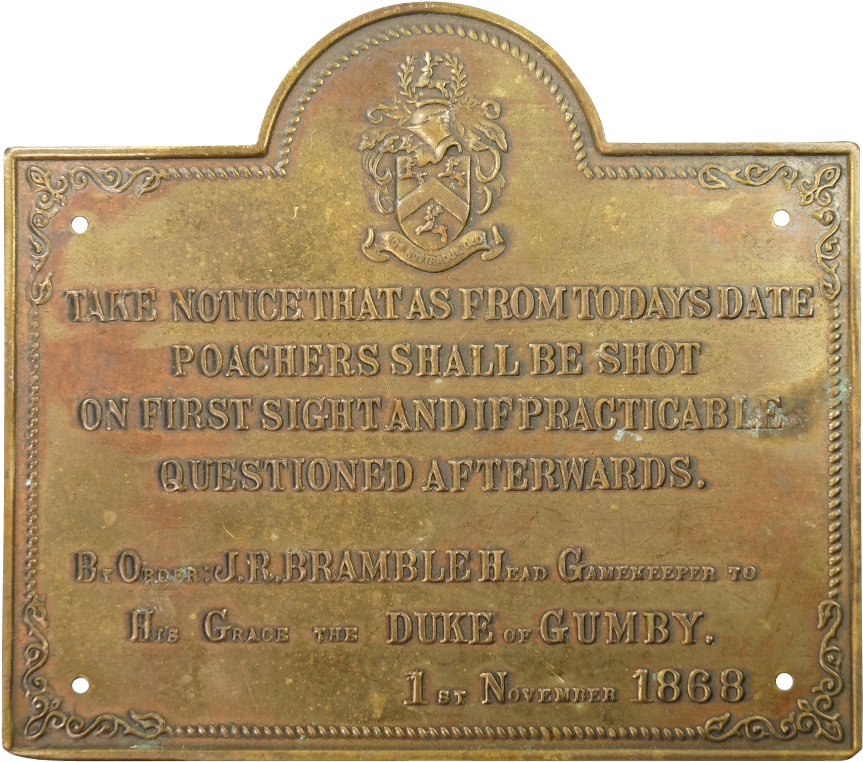 TAKE NOTICE THAT AS FROM TODAYS DATE
POACHERS SHALL BE SHOT
ON FIRST SIGHT AND IF PRACTICABLE
QUESTIONED AFTERWARDS.
BY ORDER: J.R. BRAMBLE HEAD GAMEKEEPER TO
HIS GRACE THE DUKE OF GUMBY.
1ST NOVEMBER 1868